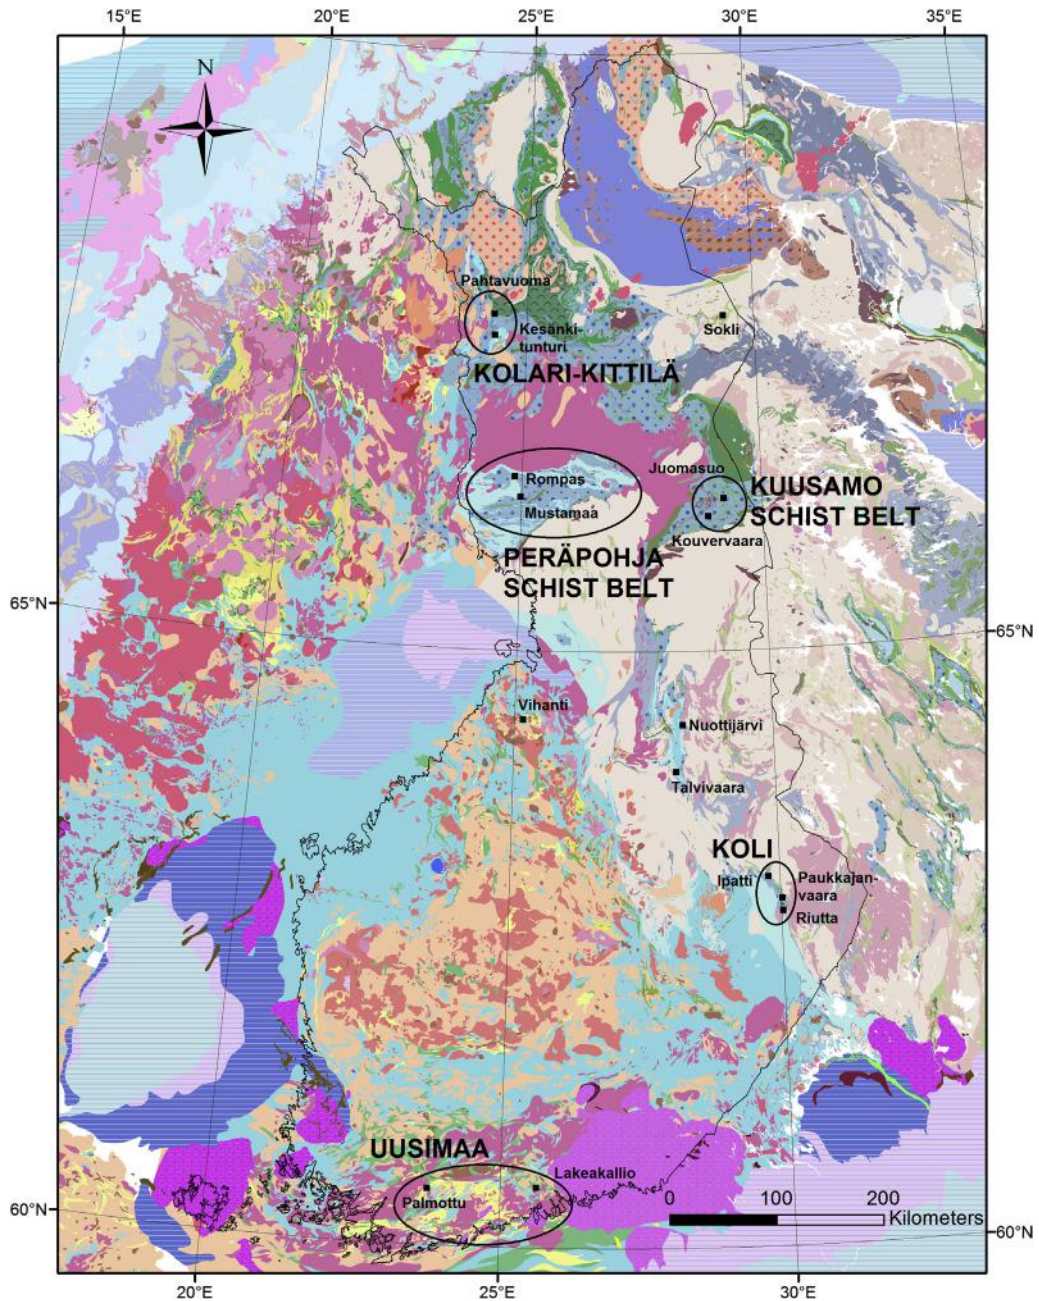 15°E 20°E 25°E 30°E 35°E
N
Pahtavuoma
Kesänki-
tunturi
Sokli
KOLARI-KITTILÄ
Juomasuo
Rompas
Mustamaa
KUUSAMO
SCHIST BELT
Kouvervaara
PERÄPOHJA
SCHIST BELT
65°N
65°N
Vihanti
Nuottijärvi
Talvivaara
KOLI
Ipatti
Paukkajan-
vaara
Riutta
UUSIMAA
Lakeakallio
Palmottu
0 100 200
Kilometers
60°N
60°N
20°E 25°E 30°E